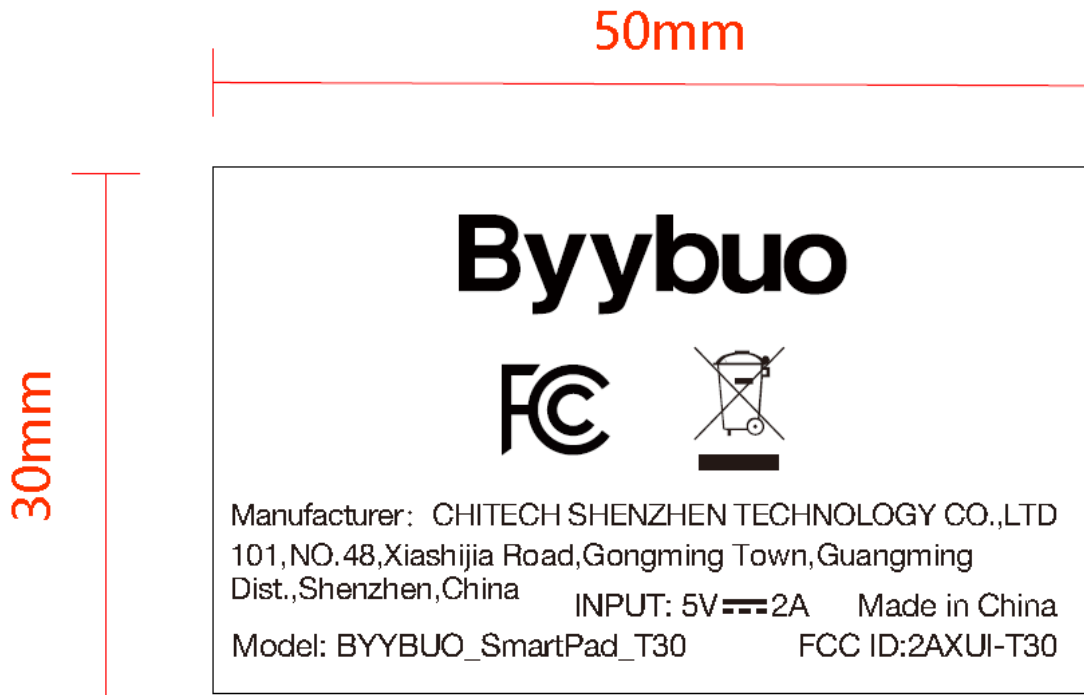 50mm
30mm
Byybuo
FC
Manufacturer: CHITECH SHENZHEN TECHNOLOGY CO.,LTD
101,NO.48,Xiashijia Road,Gongming Town,Guangming
Dist.,Shenzhen,China
INPUT: 5V⎓2A Made in China
Model: BYYBUO_SmartPad_T30 FCC ID:2AXUI-T30